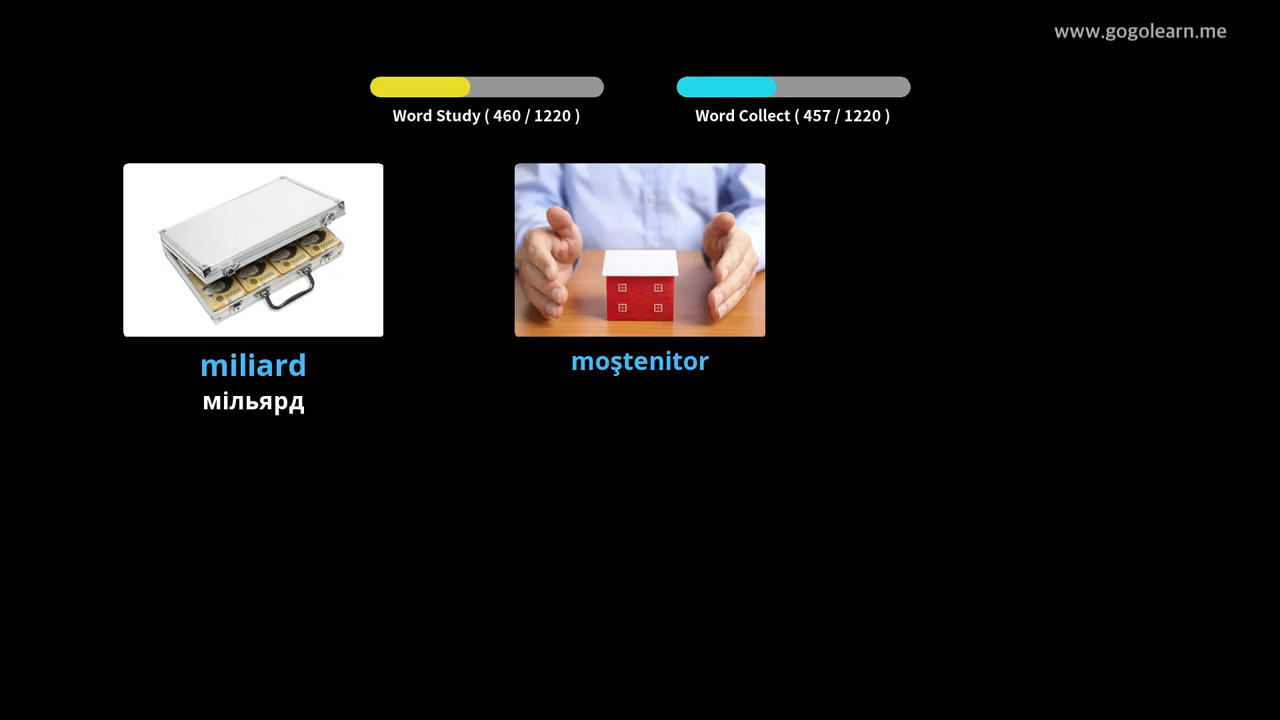 www.gogolearn.me
Word Study ( 460 / 1220 )
Word Collect ( 457 / 1220 )
miliard
мільярд
moştenitor